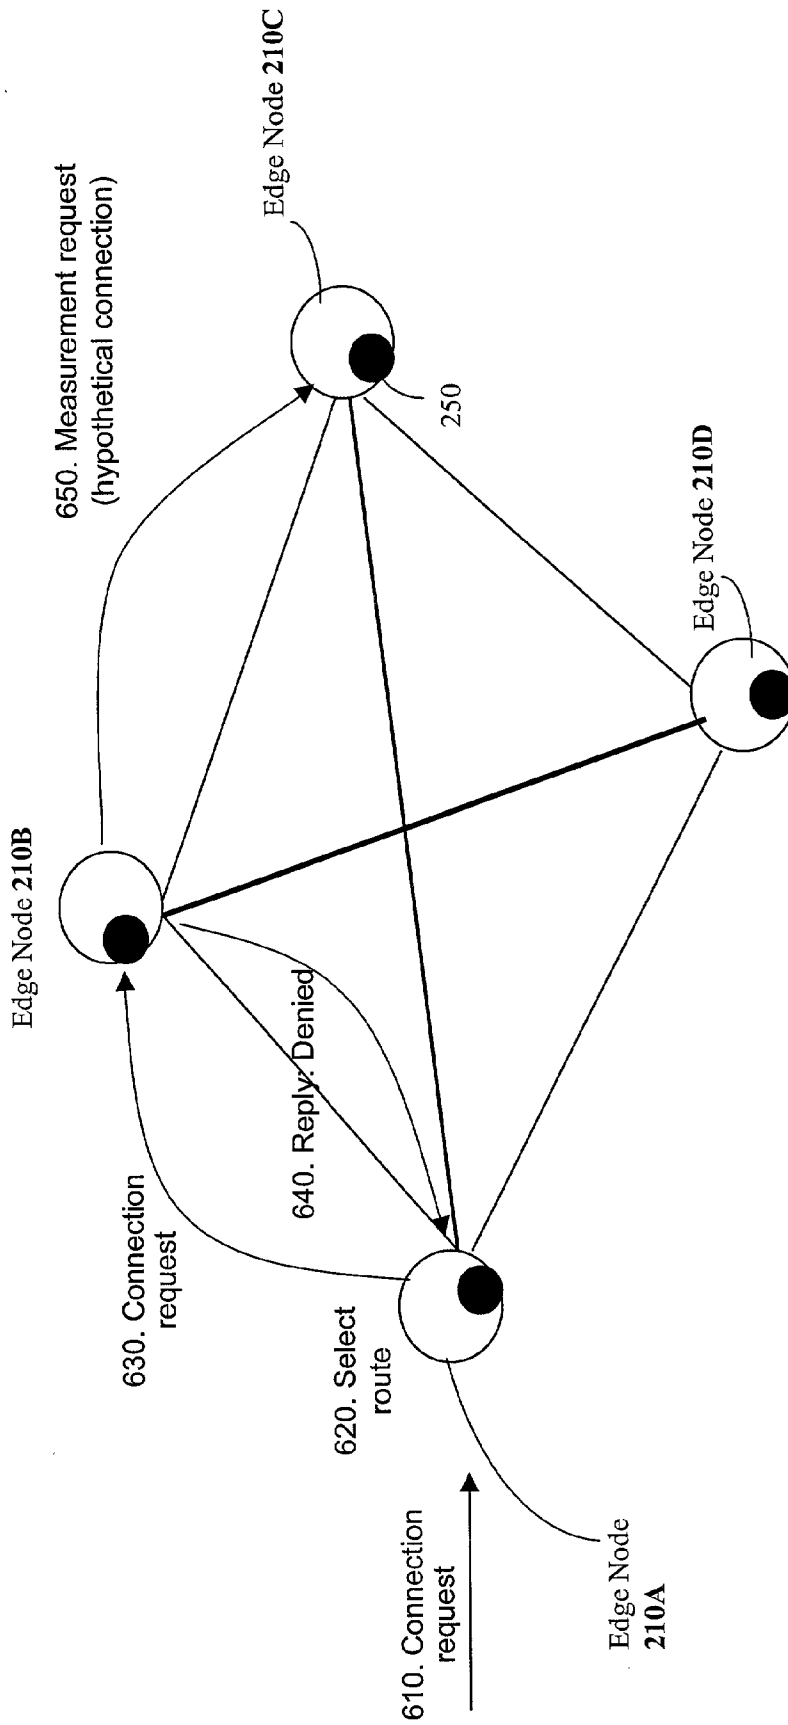 610. Connection
request
Edge Node
210A
620. Select
route
630. Connection
request
640. Reply: Denied
Edge Node 210B
650. Measurement request
(hypothetical connection)
Edge Node 210C
250
Edge Node 210D